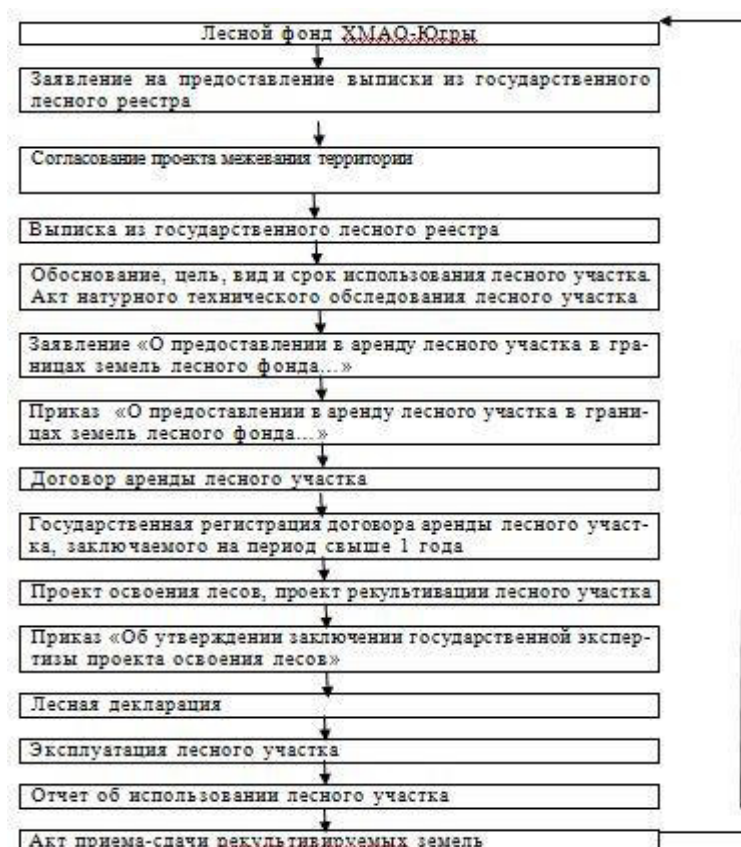 Лесной фонд ХМАО-Югры
Заявление на предоставление выписки из государственного
лесного реестра
Согласование проекта межевания территории
Выписка из государственного лесного реестра
Обоснование, цель, вид и срок использования лесного участка.
Акт натурного технического обследования лесного участка
Заявление «О предоставлении в аренду лесного участка в гра-
ницах земель лесного фонда...»
Приказ «О предоставлении в аренду лесного участка в грани-
цах земель лесного фонда...»
Договор аренды лесного участка
Государственная регистрация договора аренды лесного участ-
ка, заключаемого на период свыше 1 года
Проект освоения лесов, проект рекультивации лесного участка
Приказ «Об утверждении заключении государственной экспер-
тизы проекта освоения лесов»
Лесная декларация
Эксплуатация лесного участка
Отчет об использовании лесного участка
Акт приема-сдачи рекультивируемых земель